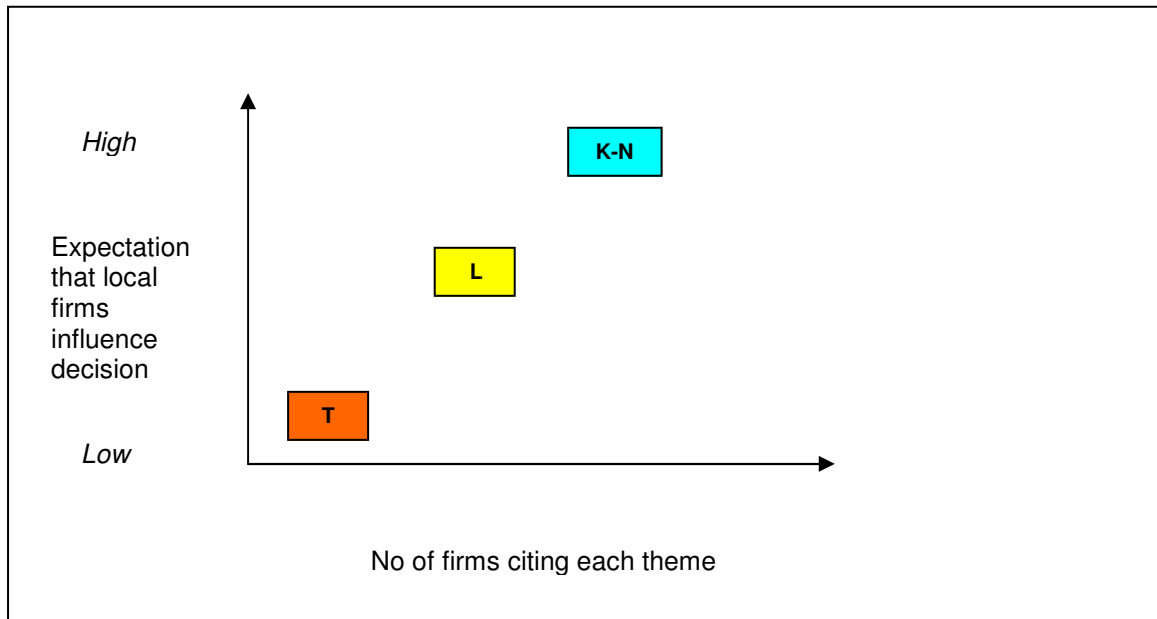 High
K-N
Expectation
that local
firms
influence
decision
L
T
Low
No of firms citing each theme